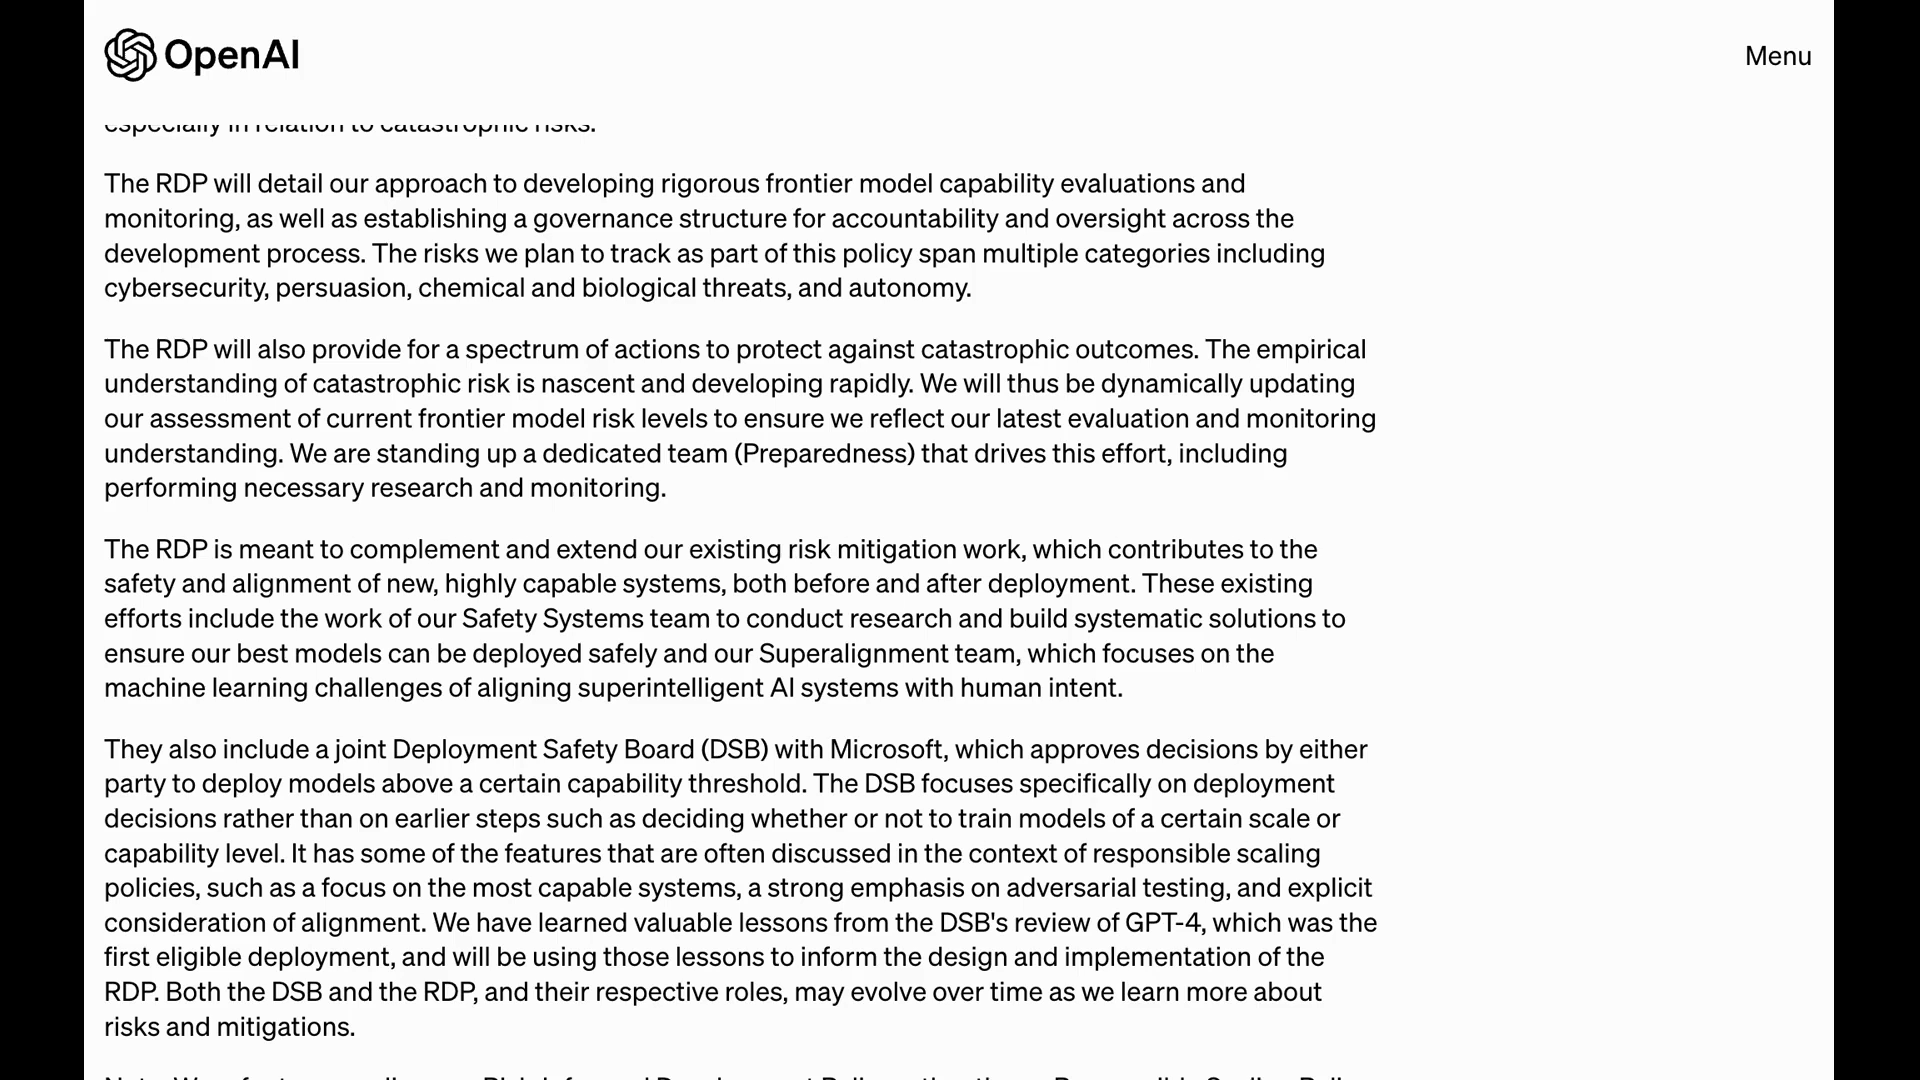 OpenAI
Menu
especially in relation to catastrophic risks.
The RDP will detail our approach to developing rigorous frontier model capability evaluations and
monitoring, as well as establishing a governance structure for accountability and oversight across the
development process. The risks we plan to track as part of this policy span multiple categories including
cybersecurity, persuasion, chemical and biological threats, and autonomy.
The RDP will also provide for a spectrum of actions to protect against catastrophic outcomes. The empirical
understanding of catastrophic risk is nascent and developing rapidly. We will thus be dynamically updating
our assessment of current frontier model risk levels to ensure we reflect our latest evaluation and monitoring
understanding. We are standing up a dedicated team (Preparedness) that drives this effort, including
performing necessary research and monitoring.
The RDP is meant to complement and extend our existing risk mitigation work, which contributes to the
safety and alignment of new, highly capable systems, both before and after deployment. These existing
efforts include the work of our Safety Systems team to conduct research and build systematic solutions to
ensure our best models can be deployed safely and our Superalignment team, which focuses on the
machine learning challenges of aligning superintelligent AI systems with human intent.
They also include a joint Deployment Safety Board (DSB) with Microsoft, which approves decisions by either
party to deploy models above a certain capability threshold. The DSB focuses specifically on deployment
decisions rather than on earlier steps such as deciding whether or not to train models of a certain scale or
capability level. It has some of the features that are often discussed in the context of responsible scaling
policies, such as a focus on the most capable systems, a strong emphasis on adversarial testing, and explicit
consideration of alignment. We have learned valuable lessons from the DSB's review of GPT-4, which was the
first eligible deployment, and will be using those lessons to inform the design and implementation of the
RDP. Both the DSB and the RDP, and their respective roles, may evolve over time as we learn more about
risks and mitigations.